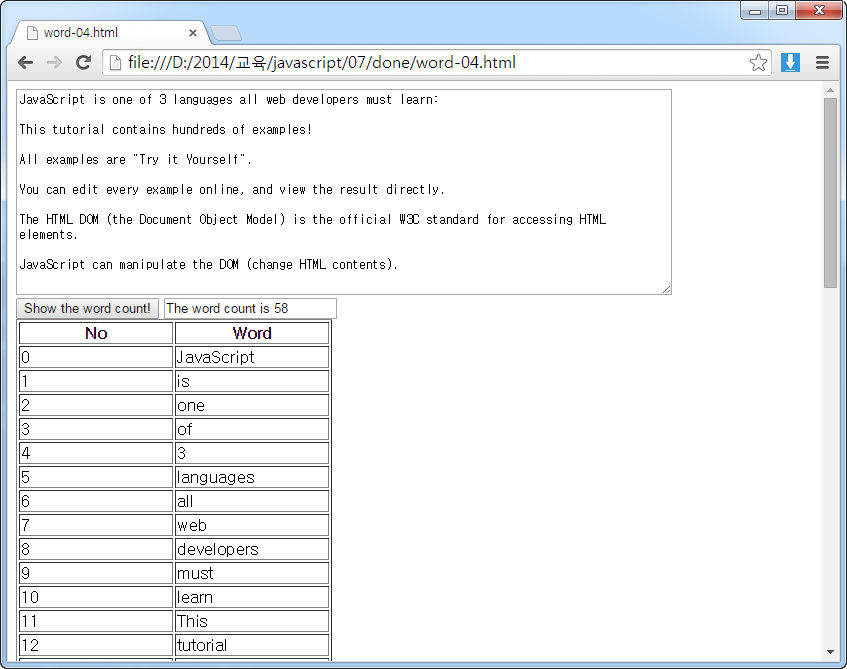 word-04.html
file:///D:/2014/교육/javascript/07/done/word-04.html
JavaScript is one of 3 languages all web developers must learn:
This tutorial contains hundreds of examples!
All examples are "Try it Yourself".
You can edit every example online, and view the result directly.
The HTML DOM (the Document Object Model) is the official W3C standard for accessing HTML
elements.
JavaScript can manipulate the DOM (change HTML contents).
Show the word count! The word count is 58
No Word
0 JavaScript
1 is
2 one
3 of
4 3
5 languages
6 all
7 web
8 developers
9 must
10 learn
11 This
12 tutorial